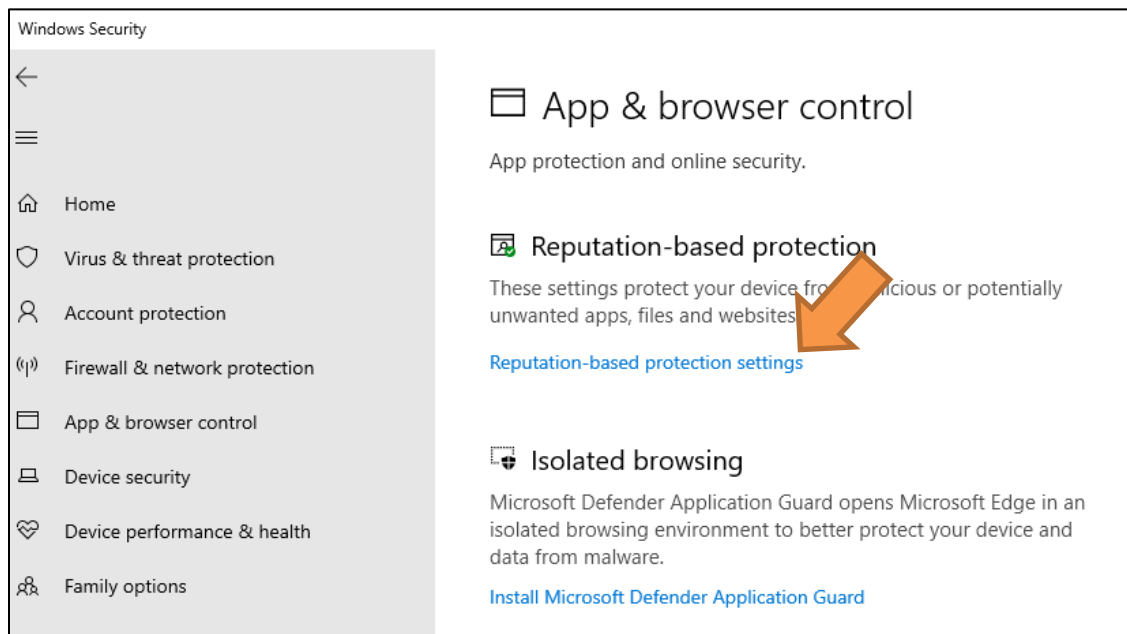 Windows Security
Home
Virus & threat protection
Account protection
Firewall & network protection
App & browser control
Device security
Device performance & health
Family options
App & browser control
App protection and online security.
Reputation-based protection
These settings protect your device or potentially
unwanted apps, files and websites
Reputation-based protection settings
Isolated browsing
Microsoft Defender Application Guard opens Microsoft Edge in an
isolated browsing environment to better protect your device and
data from malware.
Install Microsoft Defender Application Guard